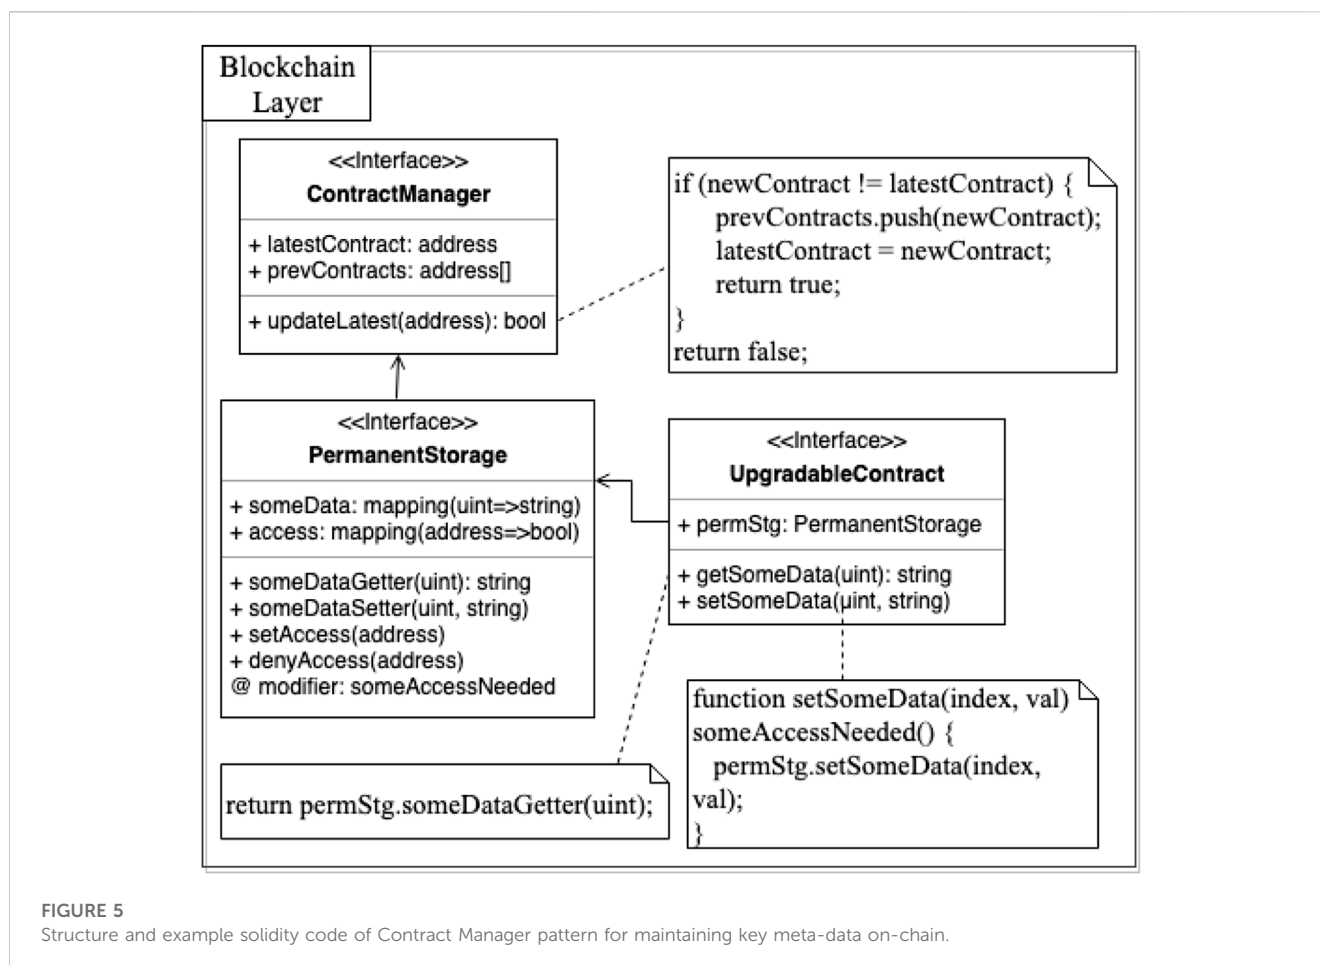 Blockchain
Layer
<<Interface>>
ContractManager
+ latestContract: address
+ prevContracts: address[]
+ updateLatest(address): bool
if (newContract != latestContract) {
prevContracts.push(newContract);
latestContract = newContract;
return true;
}
return false;
<<Interface>>
PermanentStorage
+ someData: mapping(uint=>string)
+ access: mapping(address=>bool)
+ someDataGetter(uint): string
+ someDataSetter(uint, string)
+ setAccess(address)
+ denyAccess(address)
@ modifier: someAccessNeeded
<<Interface>>
UpgradableContract
+ permStg: PermanentStorage
+ getSomeData(uint): string
+ setSomeData(uint, string)
return permStg.someDataGetter(uint);
function setSomeData(index, val)
someAccessNeeded() {
permStg.setSomeData(index,
val);
}
FIGURE 5
Structure and example solidity code of Contract Manager pattern for maintaining key meta-data on-chain.